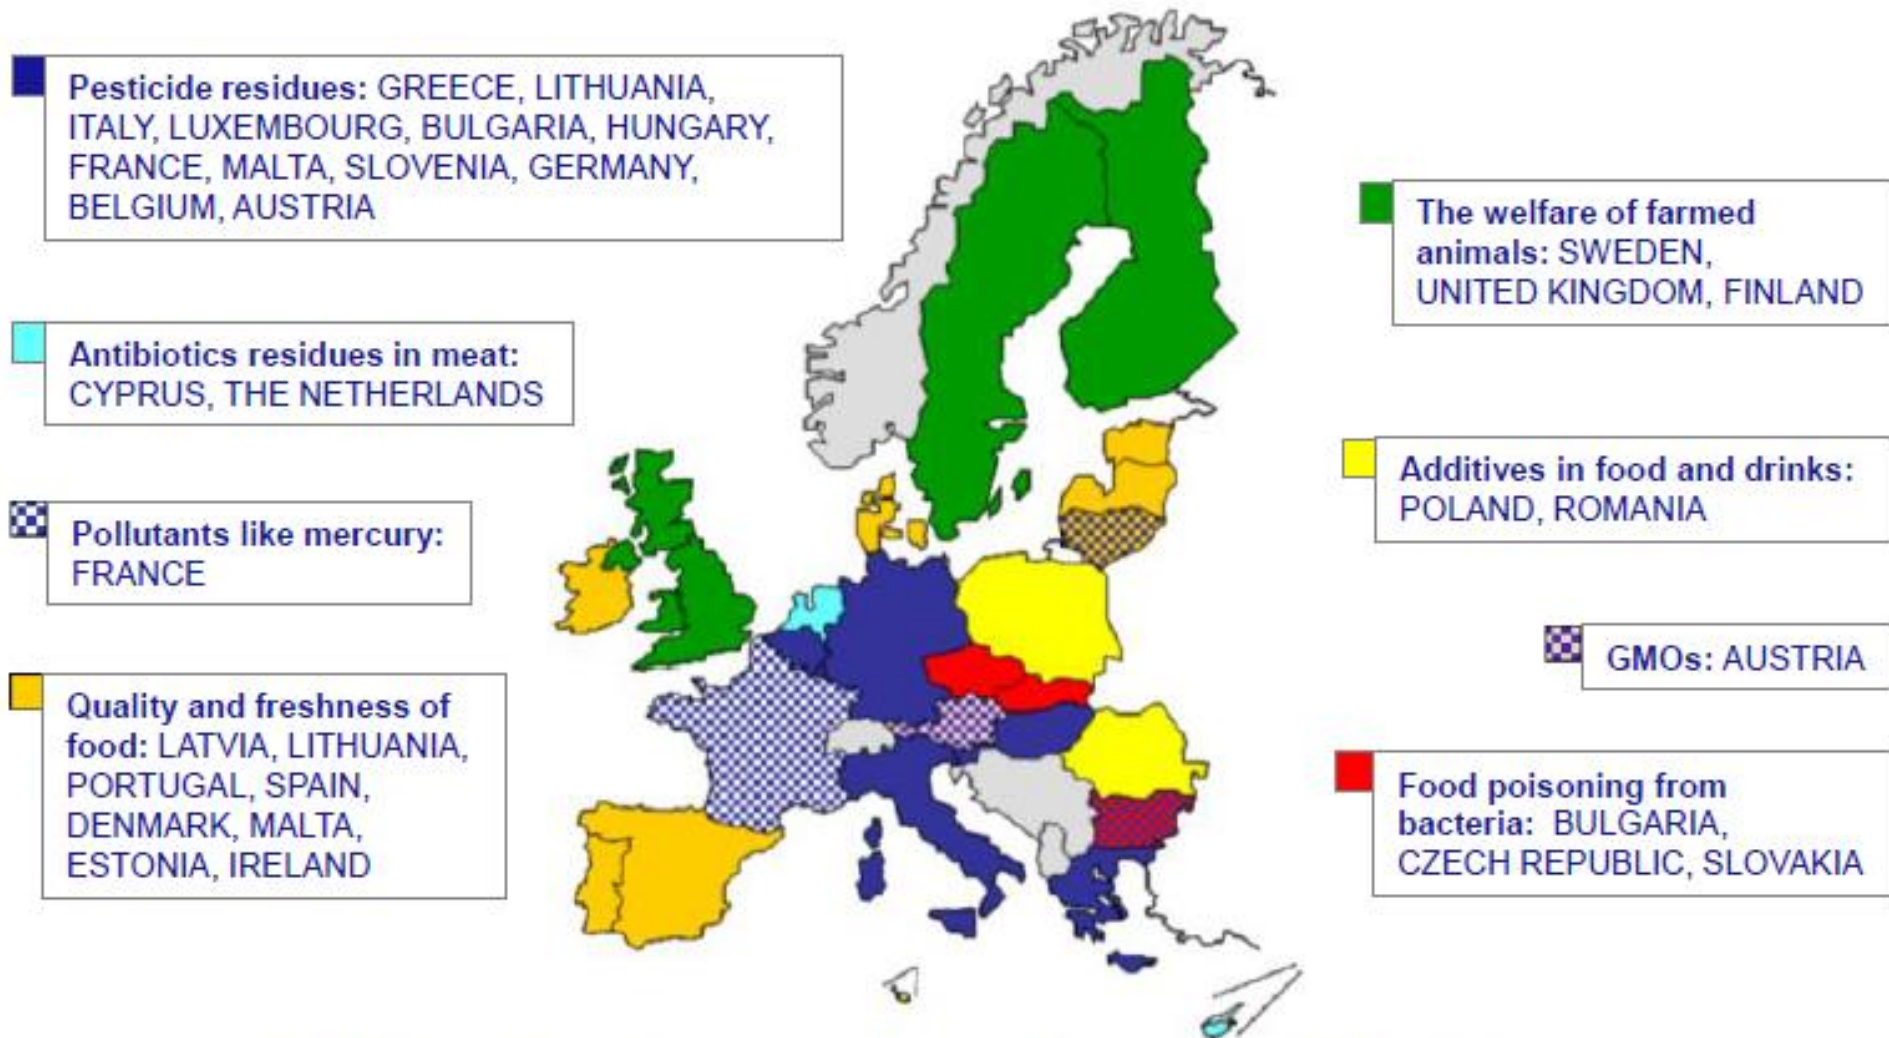 Pesticide residues: GREECE, LITHUANIA,
ITALY, LUXEMBOURG, BULGARIA, HUNGARY,
FRANCE, MALTA, SLOVENIA, GERMANY,
BELGIUM, AUSTRIA
Antibiotics residues in meat:
CYPRUS, THE NETHERLANDS
Pollutants like mercury:
FRANCE
Quality and freshness of
food: LATVIA, LITHUANIA,
PORTUGAL, SPAIN,
DENMARK, MALTA,
ESTONIA, IRELAND
The welfare of farmed
animals: SWEDEN,
UNITED KINGDOM, FINLAND
Additives in food and drinks:
POLAND, ROMANIA
GMOs: AUSTRIA
Food poisoning from
bacteria: BULGARIA,
CZECH REPUBLIC, SLOVAKIA